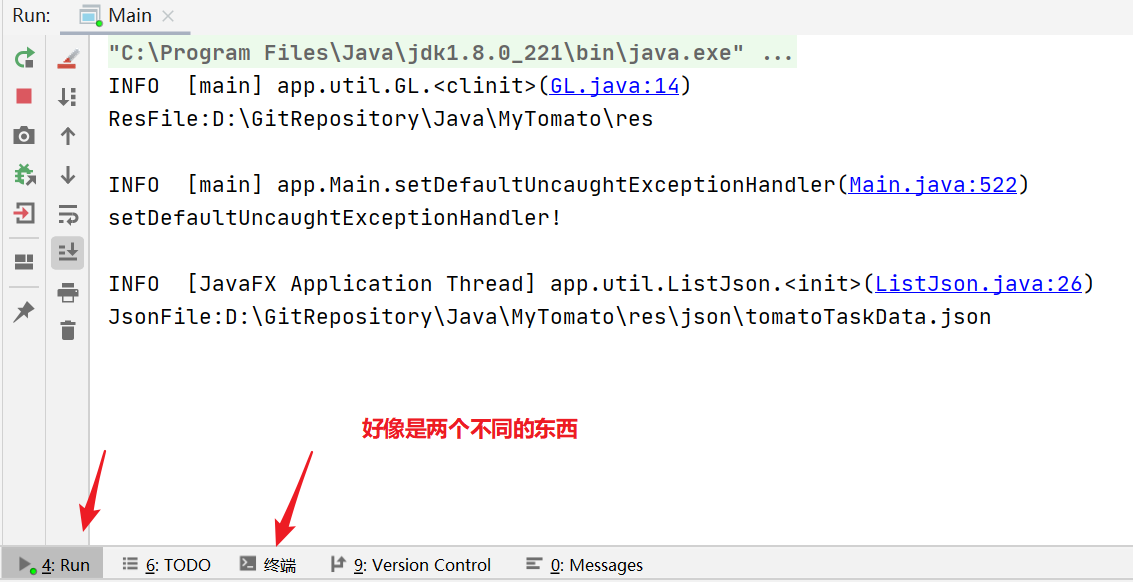 Run: Main
"C:\Program Files\Java\jdk1.8.0_221\bin\java.exe" ...
INFO  [main] app.util.GL.<clinit>(GL.java:14)
ResFile:D:\GitRepository\Java\MyTomato\res
INFO  [main] app.Main.setDefaultUncaughtExceptionHandler(Main.java:522)
setDefaultUncaughtExceptionHandler!
INFO  [JavaFX Application Thread] app.util.ListJson.<init>(ListJson.java:26)
JsonFile:D:\GitRepository\Java\MyTomato\res\json\tomatoTaskData.json
好像是两个不同的东西
4: Run 6: TODO 终端 9: Version Control 0: Messages